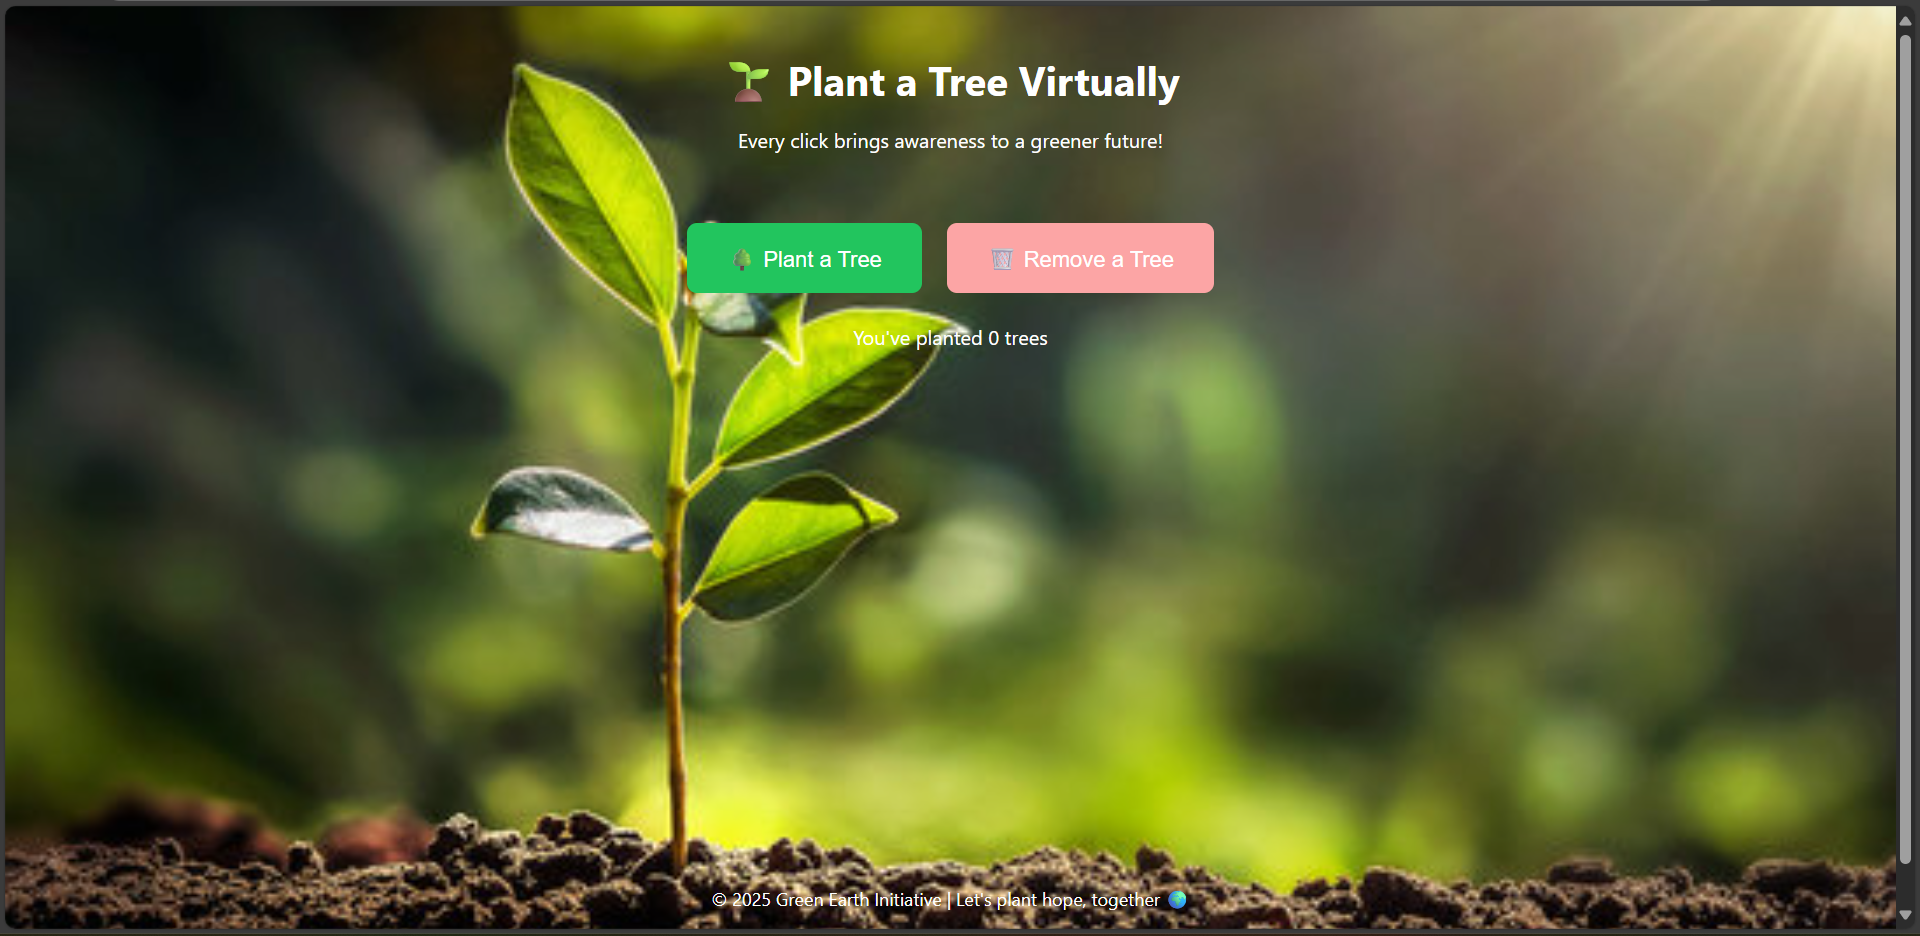 🌱 Plant a Tree Virtually
Every click brings awareness to a greener future!
🌳 Plant a Tree
🗑️ Remove a Tree
You've planted 0 trees
© 2025 Green Earth Initiative | Let's plant hope, together 🌍